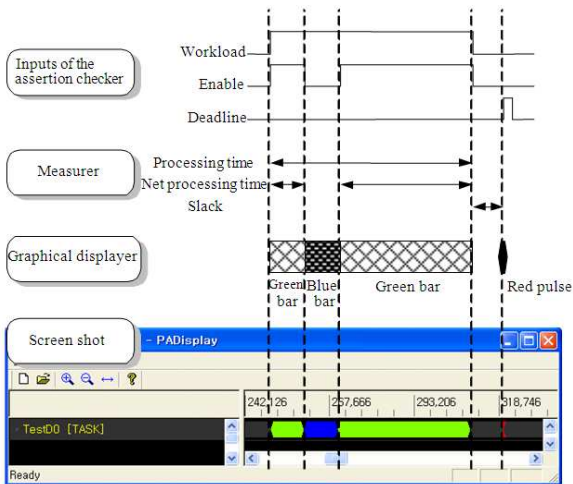 Inputs of the
assertion checker
Workload
Enable
Deadline
Measurer
Processing time
Net processing time
Slack
Graphical displayer
Green
bar
Blue
bar
Green bar
Red pulse
Screen shot
- PADisplay
242,126
267,666
293,206
318,746
TestD0 [TASK]
Ready